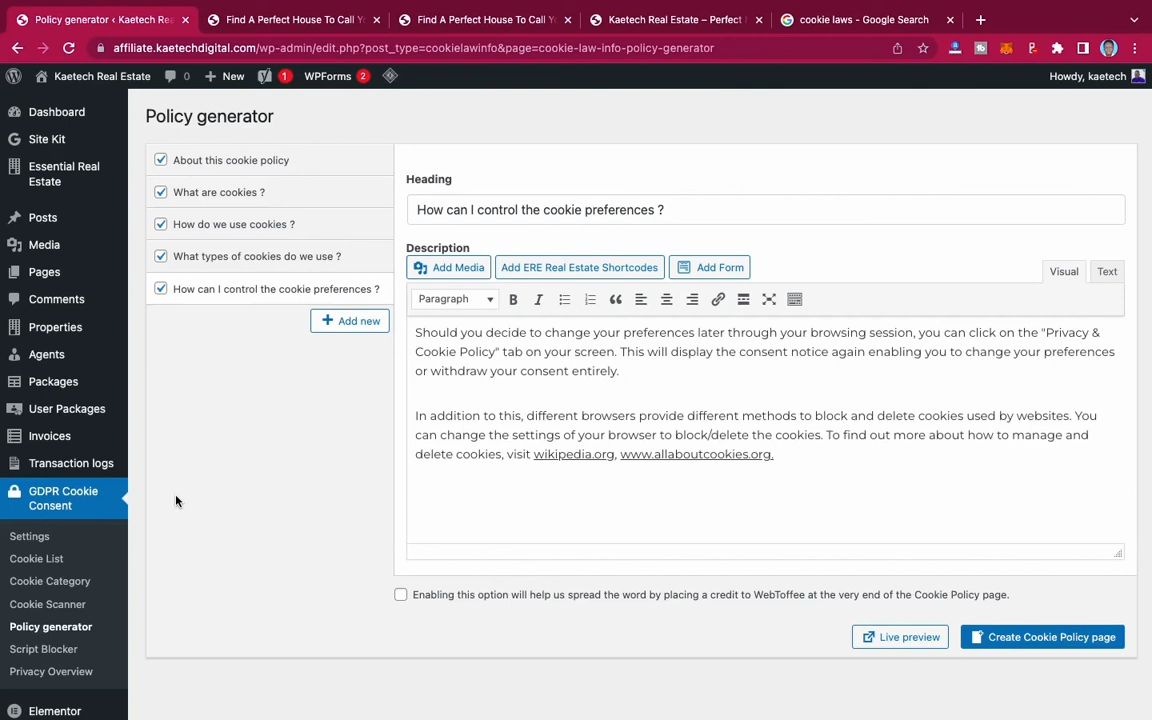 Policy generator ‹ Kaetech Rea
Find A Perfect House To Call Yo
Find A Perfect House To Call Yo
Kaetech Real Estate – Perfect M
cookie laws - Google Search
affiliate.kaetechdigital.com/wp-admin/edit.php?post_type=cookielawinfo&page=cookie-law-info-policy-generator
Kaetech Real Estate
0
New
1
WPForms
2
Howdy, kaetech
Dashboard
Site Kit
Essential Real
Estate
Posts
Media
Pages
Comments
Properties
Agents
Packages
User Packages
Invoices
Transaction logs
GDPR Cookie
Consent
Settings
Cookie List
Cookie Category
Cookie Scanner
Policy generator
Script Blocker
Privacy Overview
Elementor
Policy generator
About this cookie policy
What are cookies ?
How do we use cookies ?
What types of cookies do we use ?
How can I control the cookie preferences ?
Add new
Heading
How can I control the cookie preferences ?
Description
Add Media
Add ERE Real Estate Shortcodes
Add Form
Visual
Text
Paragraph
Should you decide to change your preferences later through your browsing session, you can click on the "Privacy &
Cookie Policy" tab on your screen. This will display the consent notice again enabling you to change your preferences
or withdraw your consent entirely.
In addition to this, different browsers provide different methods to block and delete cookies used by websites. You
can change the settings of your browser to block/delete the cookies. To find out more about how to manage and
delete cookies, visit wikipedia.org, www.allaboutcookies.org.
Enabling this option will help us spread the word by placing a credit to WebToffee at the very end of the Cookie Policy page.
Live preview
Create Cookie Policy page